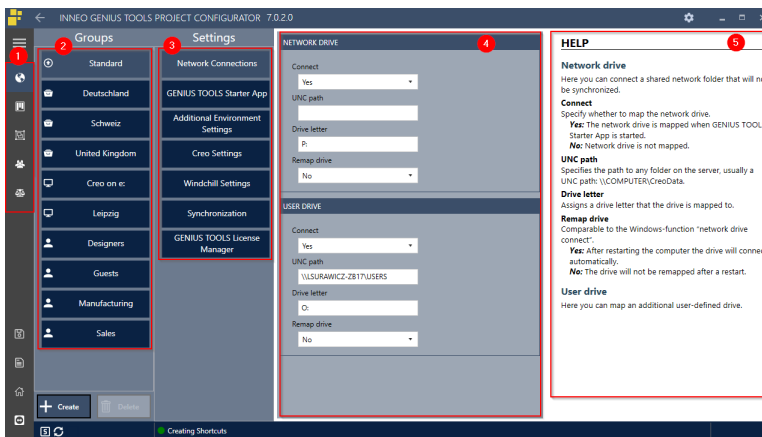 INNEO GENIUS TOOLS PROJECT CONFIGURATOR 7.0.2.0
1
Groups
2
Standard
Deutschland
Schweiz
United Kingdom
Creo on e:
Leipzig
Designers
Guests
Manufacturing
Sales
Create
Delete
Settings
3
Network Connections
GENIUS TOOLS Starter App
Additional Environment
Settings
Creo Settings
Windchill Settings
Synchronization
GENIUS TOOLS License
Manager
NETWORK DRIVE
4
Connect
Yes
UNC path
Drive letter
P:
Remap drive
No
USER DRIVE
Connect
Yes
UNC path
\\LSURAWICZ-ZB17\USERS
Drive letter
O:
Remap drive
No
HELP
5
Network drive
Here you can connect a shared network folder that will no
be synchronized.
Connect
Specify whether to map the network drive.
Yes: The network drive is mapped when GENIUS TOOL
Starter App is started.
No: Network drive is not mapped.
UNC path
Specifies the path to any folder on the server, usually a
UNC path: \\COMPUTER\CreoData.
Drive letter
Assigns a drive letter that the drive is mapped to.
Remap drive
Comparable to the Windows-function "network drive
connect".
Yes: After restarting the computer the drive will connec
automatically.
No: The drive will not be remapped after a restart.
User drive
Here you can map an additional user-defined drive.
S
Creating Shortcuts